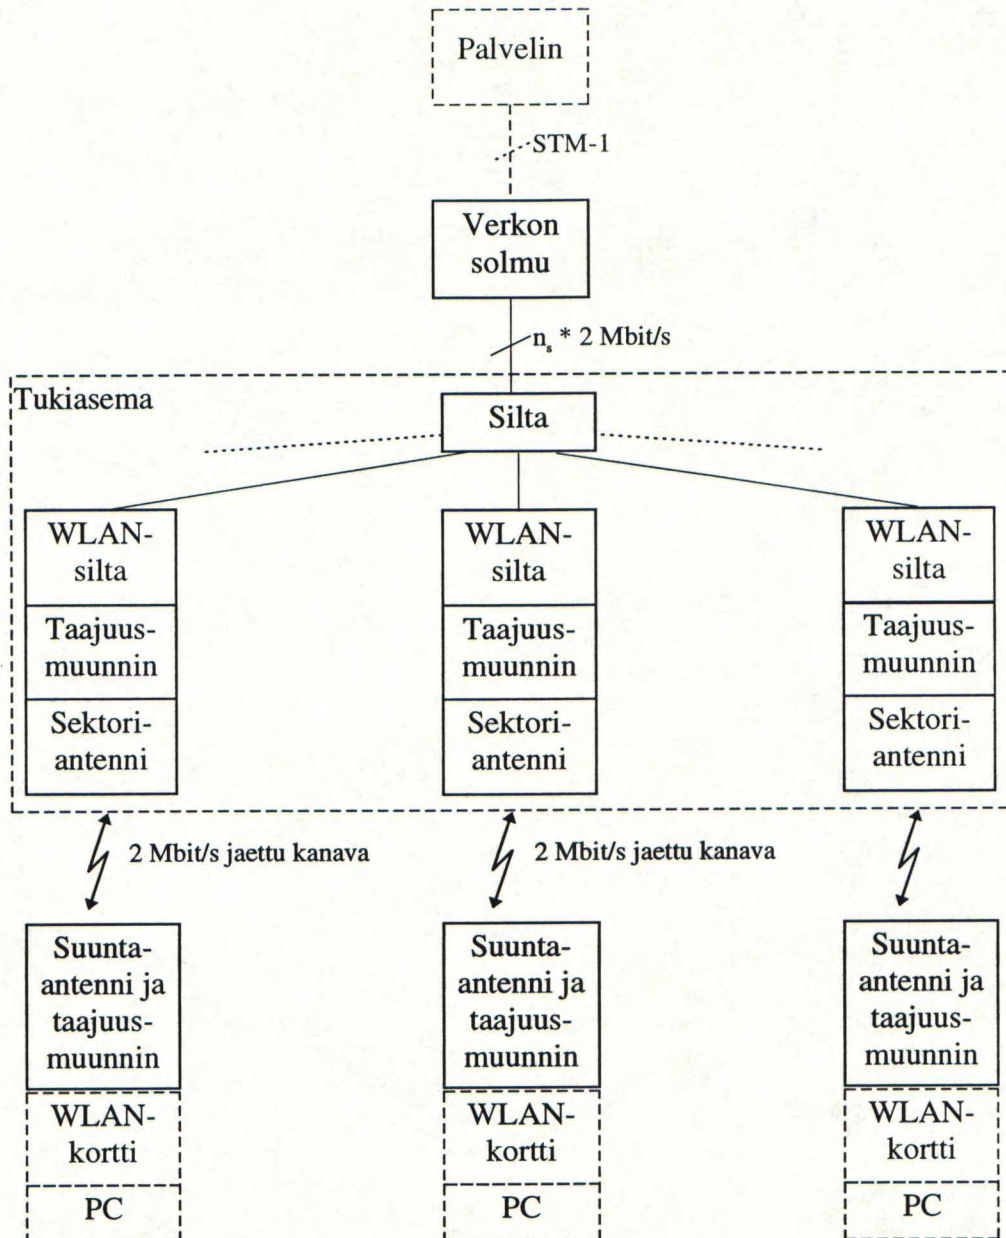 Palvelin
STM-1
Verkon
solmu
n_s * 2 Mbit/s
Tukiasema
Silta
WLAN-
silta
Taajuus-
muunnin
Sektori-
antenni
WLAN-
silta
Taajuus-
muunnin
Sektori-
antenni
WLAN-
silta
Taajuus-
muunnin
Sektori-
antenni
2 Mbit/s jaettu kanava
2 Mbit/s jaettu kanava
Suunta-
antenni ja
taajuus-
muunnin
WLAN-
kortti
PC
Suunta-
antenni ja
taajuus-
muunnin
WLAN-
kortti
PC
Suunta-
antenni ja
taajuus-
muunnin
WLAN-
kortti
PC